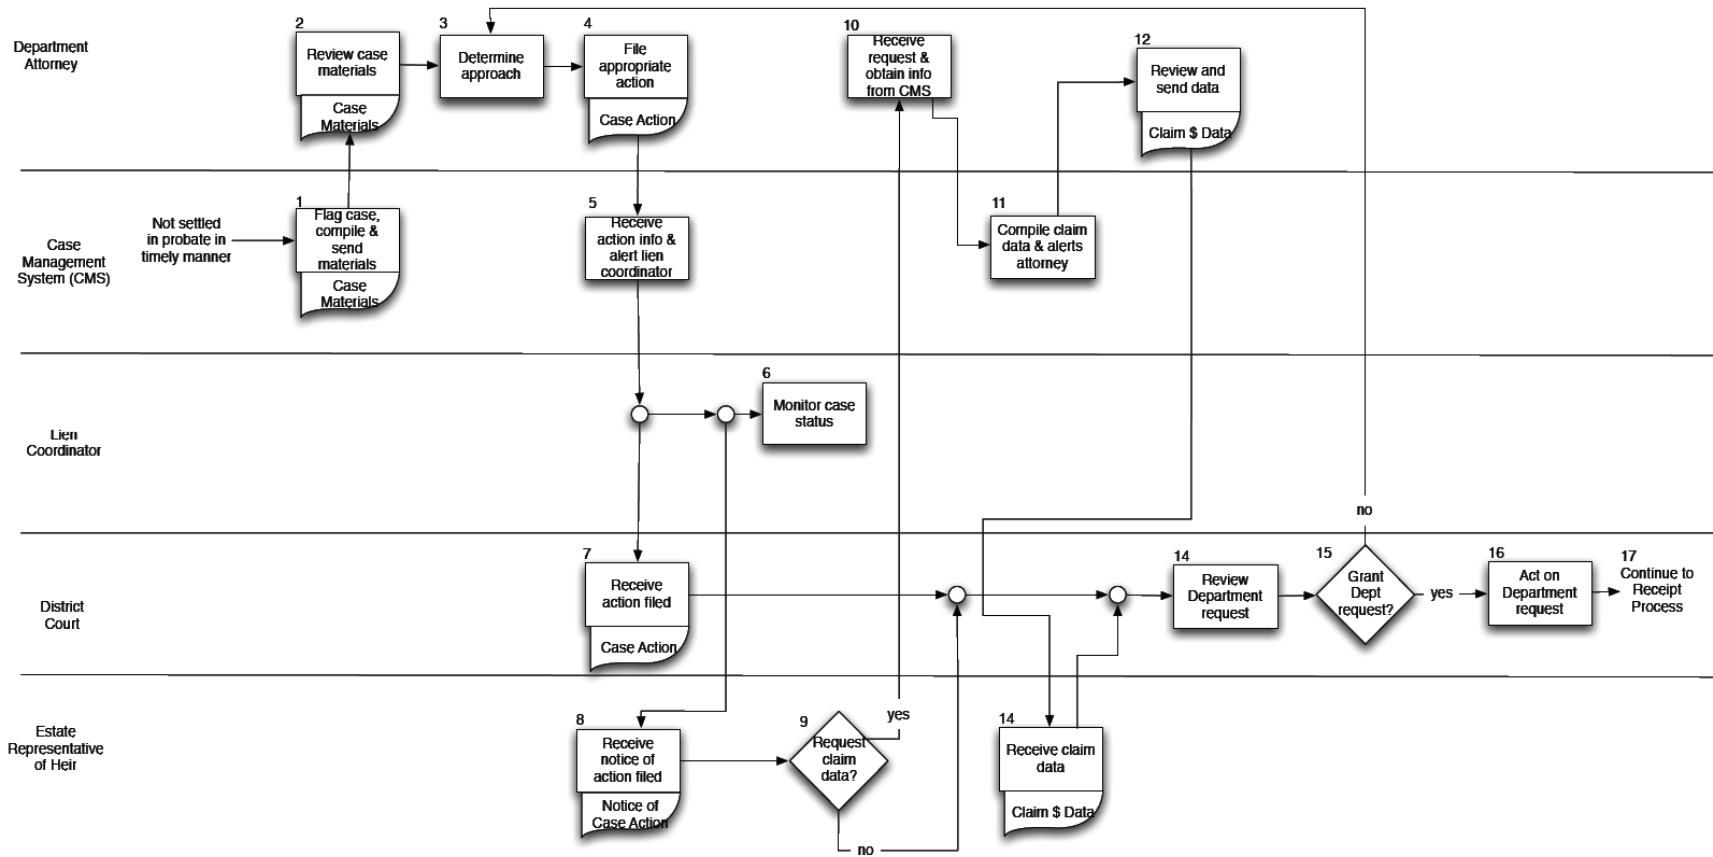 Department
Attorney
2
Review case
materials
Case
Materials
3
Determine
approach
4
File
appropriate
action
Case Action
10
Receive
request &
obtain info
from CMS
12
Review and
send data
Claim $ Data
Case
Management
System (CMS)
Not settled
in probate in
timely manner
1
Flag case,
compile &
send
materials
Case
Materials
5
Receive
action info &
alert lien
coordinator
11
Compile claim
data & alerts
attorney
Lien
Coordinator
6
Monitor case
status
no
District
Court
7
Receive
action filed
Case Action
14
Review
Department
request
15
Grant
Dept
request?
yes
16
Act on
Department
request
17
Continue to
Receipt
Process
Estate
Representative
of Heir
8
Receive
notice of
action filed
Notice of
Case Action
9
Request
claim
data?
yes
no
14
Receive claim
data
Claim $ Data